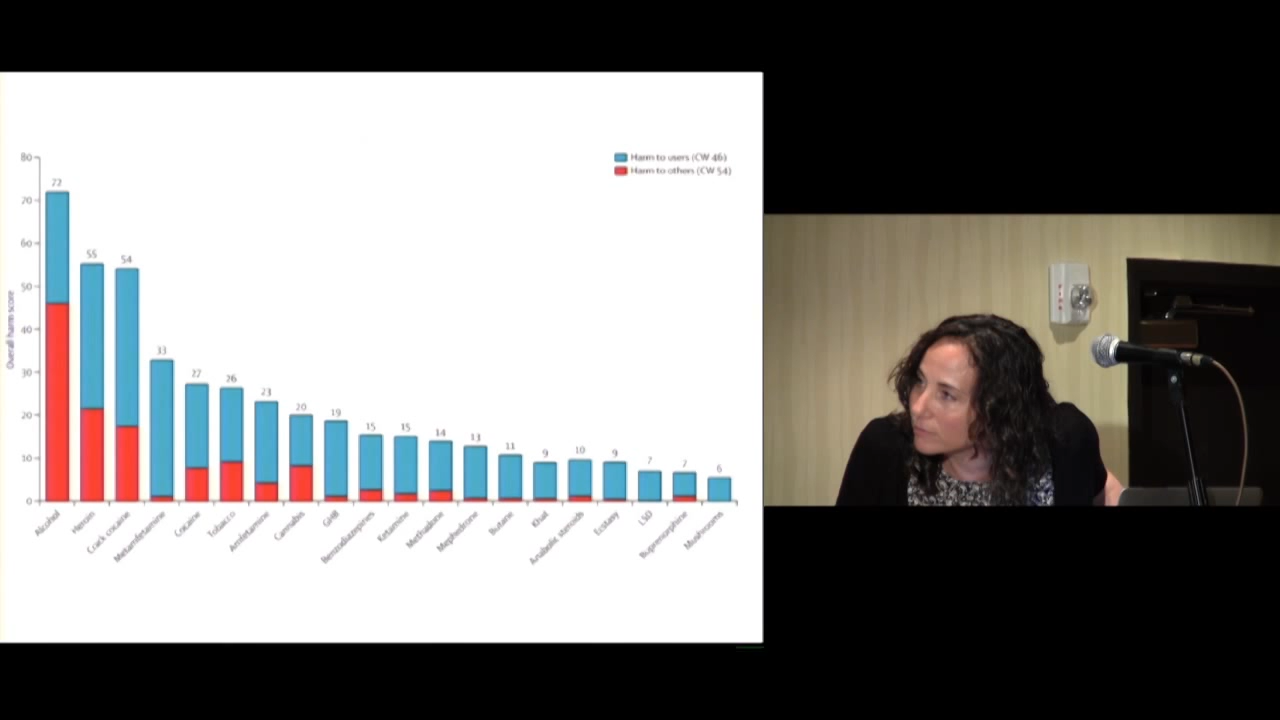 80
70
60
50
40
30
20
10
0
Overall harm score
Harm to users (CW 46)
Harm to others (CW 54)
72
55
54
33
27
26
23
20
19
15
15
14
13
11
9
10
9
7
7
6
Alcohol
Heroin
Crack cocaine
Metamfetamine
Cocaine
Tobacco
Amfetamine
Cannabis
GHB
Benzodiazepines
Ketamine
Methadone
Mephedrone
Butane
Khat
Anabolic steroids
Ecstasy
LSD
Buprenorphine
Mushrooms